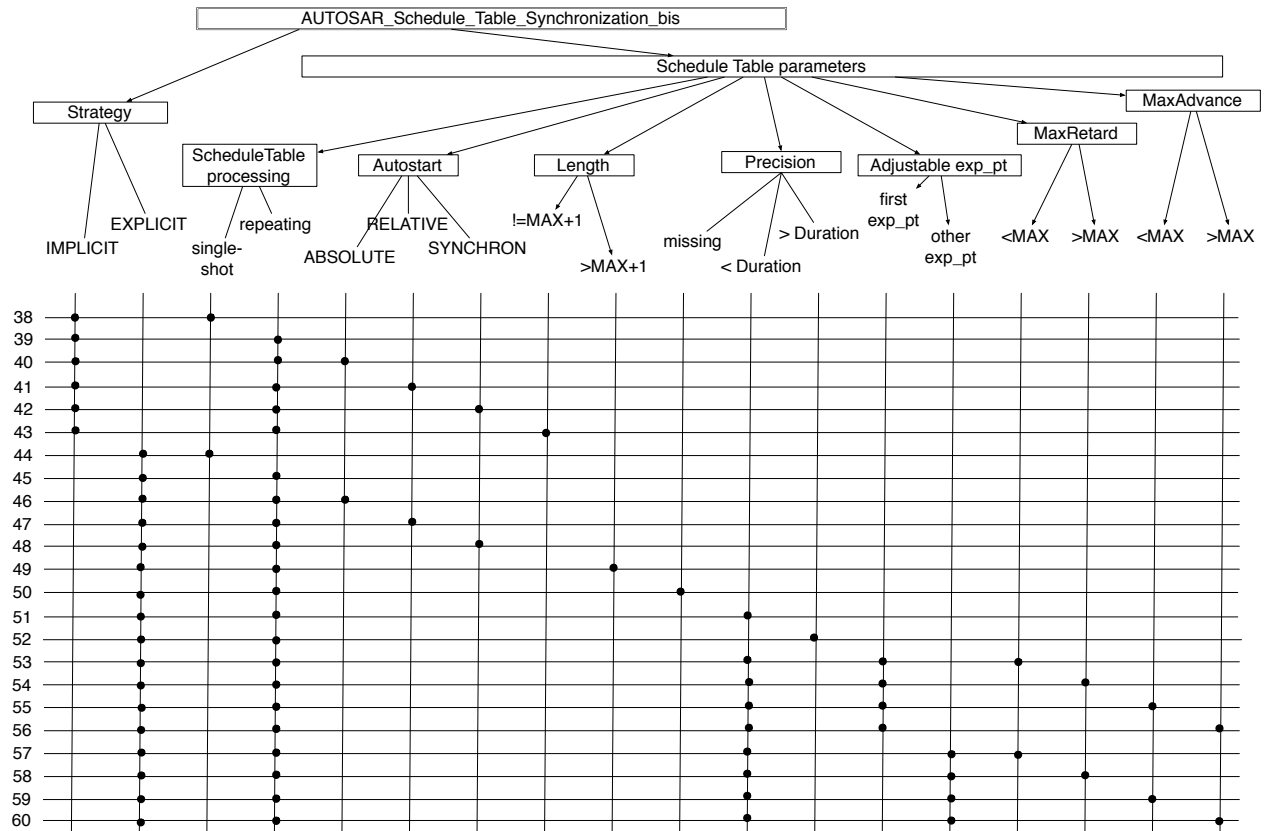 AUTOSAR_Schedule_Table_Synchronization_bis
Schedule Table parameters
Strategy
MaxAdvance
MaxRetard
ScheduleTable
processing
Autostart
Length
Precision
Adjustable exp_pt
IMPLICIT
EXPLICIT
single-
shot
repeating
ABSOLUTE
RELATIVE
SYNCHRON
!=MAX+1
>MAX+1
missing
< Duration
> Duration
first
exp_pt
other
exp_pt
<MAX
>MAX
<MAX
>MAX
38
39
40
41
42
43
44
45
46
47
48
49
50
51
52
53
54
55
56
57
58
59
60